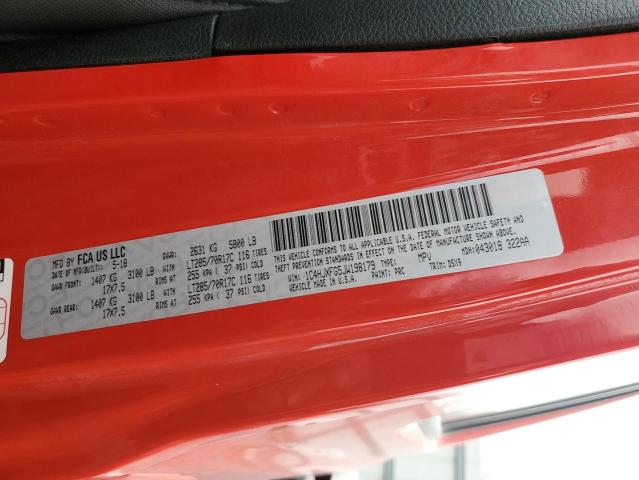 MFD BY FCA US LLC
MFR(BUILT: 5-18 GVWR: 2631 KG 5800 LB
GAWR FRONT: 1407 KG 3100 LB WITH LT285/70R17C 116 TIRES
17X7.5 RIMS AT 255 KPA ( 37 PSI) COLD
GAWR REAR: 1407 KG 3100 LB WITH LT285/70R17C 116 TIRES
17X7.5 RIMS AT 255 KPA ( 37 PSI) COLD
THIS VEHICLE CONFORMS TO ALL APPLICABLE U.S.A. FEDERAL MOTOR VEHICLE SAFETY AND
THEFT PREVENTION STANDARDS IN EFFECT ON THE DATE OF MANUFACTURE SHOWN ABOVE
VIN: 1C4HJXFG5JW198179 TYPE: MPV MDH:043018 322AA
VEHICLE MADE IN U.S.A. PAINT: PRC TRIM: D5X9